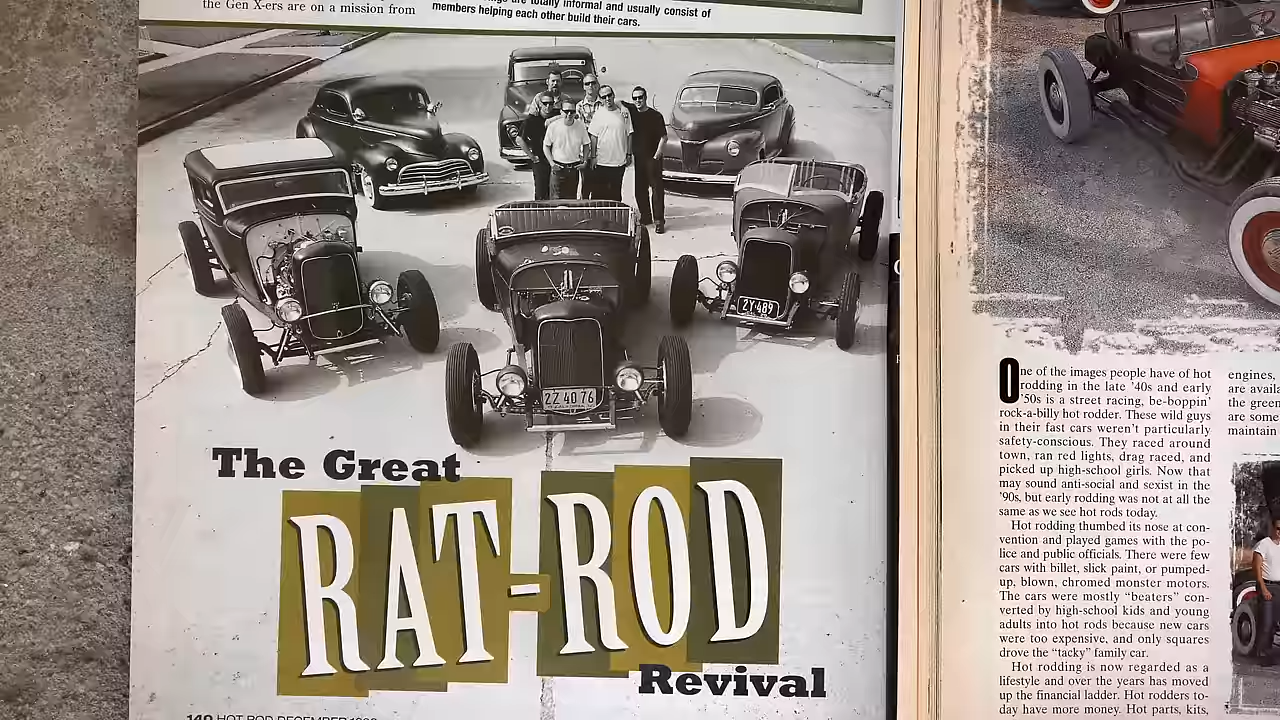 the Gen X-ers are on a mission from
are totally informal and usually consist of
members helping each other build their cars.
2Y·489
ZZ 40 76
The Great
RAT-ROD
Revival
HOT ROD DECEMBER
One of the images people have of hot
rodding in the late '40s and early
'50s is a street racing, be-boppin'
rock-a-billy hot rodder. These wild guys
in their fast cars weren't particularly
safety-conscious. They raced around
town, ran red lights, drag raced, and
picked up high-school girls. Now that
may sound anti-social and sexist in the
'90s, but early rodding was not at all the
same as we see hot rods today.
Hot rodding thumbed its nose at con-
vention and played games with the po-
lice and public officials. There were few
cars with billet, slick paint, or pumped-
up, blown, chromed monster motors.
The cars were mostly “beaters” con-
verted by high-school kids and young
adults into hot rods because new cars
were too expensive, and only squares
drove the “tacky” family car.
Hot rodding is now regarded as a
lifestyle and over the years has moved
up the financial ladder. Hot rodders to-
day have more money. Hot parts, kits,
engines,
are avail
the green
are some
maintain